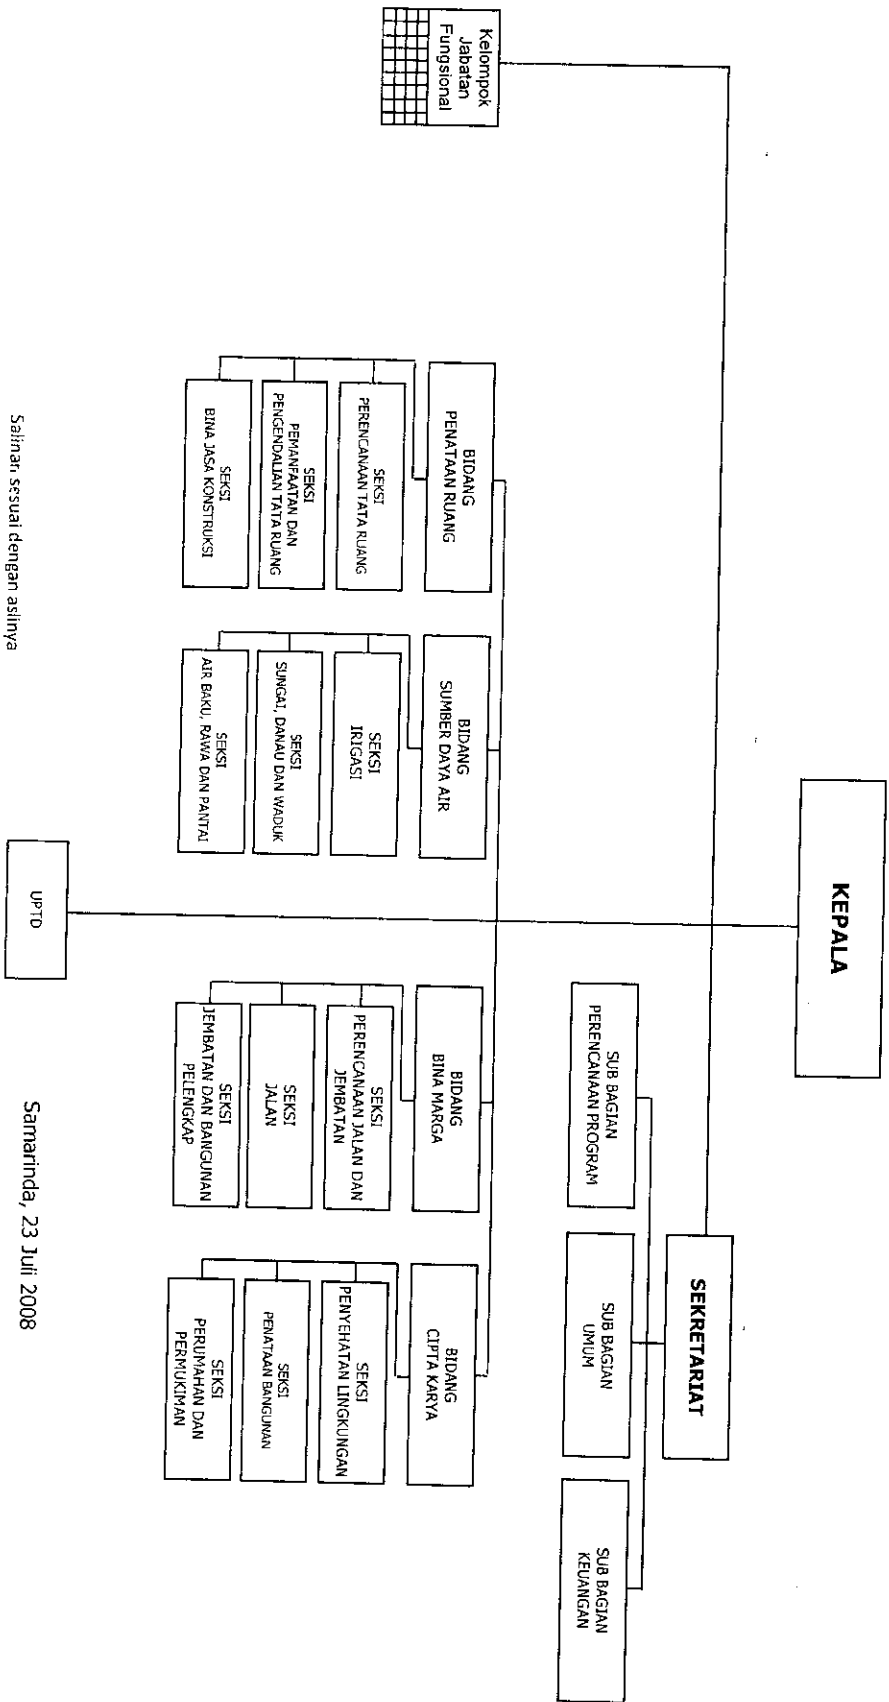 KEPALA
Kelompok
Jabatan
Fungsional
SEKRETARIAT
SUB BAGIAN
PERENCANAAN PROGRAM
SUB BAGIAN
UMUM
SUB BAGIAN
KEUANGAN
BIDANG
PENATAAN RUANG
SEKSI
PERENCANAAN TATA RUANG
SEKSI
PEMANFAATAN DAN
PENGENDALIAN TATA RUANG
SEKSI
BINA JASA KONSTRUKSI
BIDANG
SUMBER DAYA AIR
SEKSI
IRIGASI
SEKSI
SUNGAI, DANAU DAN WADUK
SEKSI
AIR BAKU, RAWA DAN PANTAI
BIDANG
BINA MARGA
SEKSI
PERENCANAAN JALAN DAN
JEMBATAN
SEKSI
JALAN
SEKSI
JEMBATAN DAN BANGUNAN
PELENGKAP
BIDANG
CIPTA KARYA
SEKSI
PENYEHATAN LINGKUNGAN
SEKSI
PENATAAN BANGUNAN
SEKSI
PERUMAHAN DAN
PERMUKIMAN
UPTD
Samarinda, 23 Juli 2008
Salinan sesuai dengan aslinya